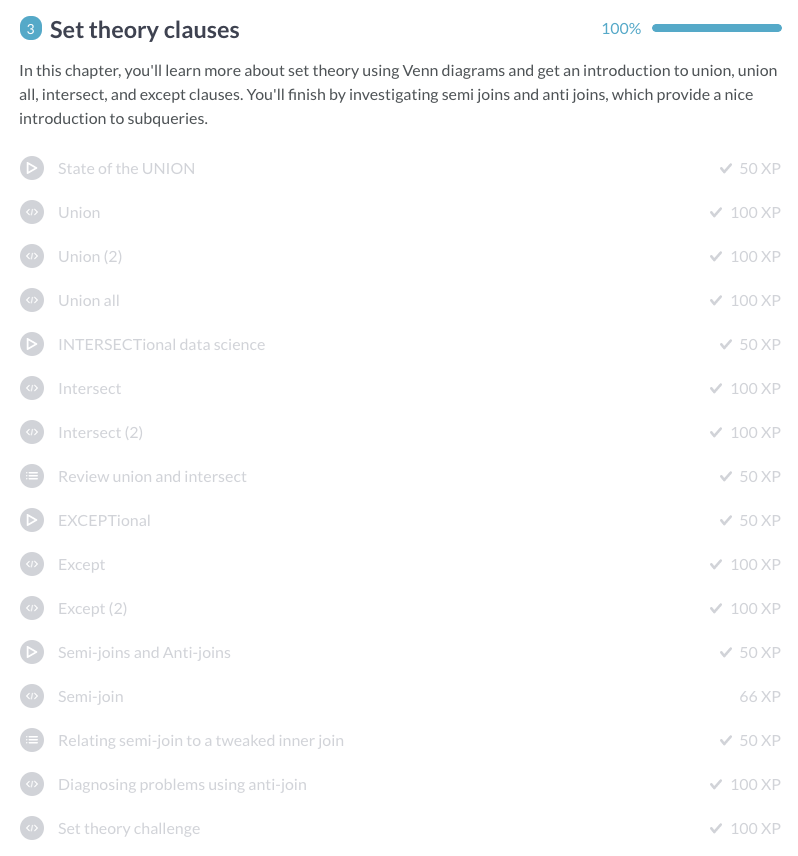 3 Set theory clauses 100%
In this chapter, you'll learn more about set theory using Venn diagrams and get an introduction to union, union
all, intersect, and except clauses. You'll finish by investigating semi joins and anti joins, which provide a nice
introduction to subqueries.
State of the UNION 50 XP
Union 100 XP
Union (2) 100 XP
Union all 100 XP
INTERSECTional data science 50 XP
Intersect 100 XP
Intersect (2) 100 XP
Review union and intersect 50 XP
EXCEPTional 50 XP
Except 100 XP
Except (2) 100 XP
Semi-joins and Anti-joins 50 XP
Semi-join 66 XP
Relating semi-join to a tweaked inner join 50 XP
Diagnosing problems using anti-join 100 XP
Set theory challenge 100 XP